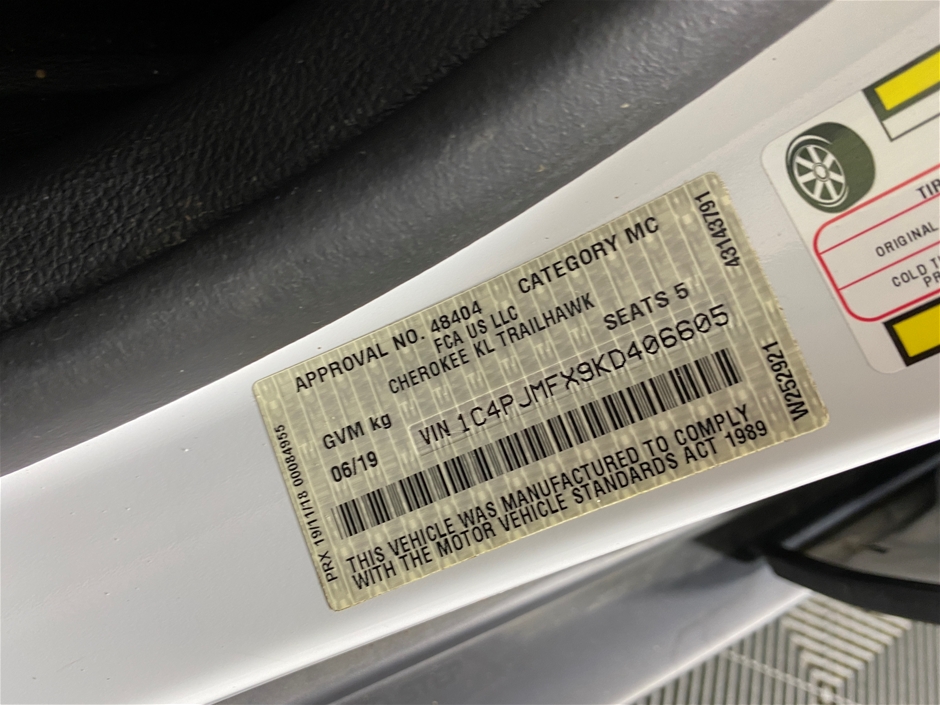 APPROVAL NO. 48404 CATEGORY MC
FCA US LLC
CHEROKEE KL TRAILHAWK
GVM kg SEATS 5
06/19 VIN 1C4PJMFX9KD406605
THIS VEHICLE WAS MANUFACTURED TO COMPLY
WITH THE MOTOR VEHICLE STANDARDS ACT 1989
PRX 19/11/18 00084955
43143791
W252921
ORIGINAL
COLD